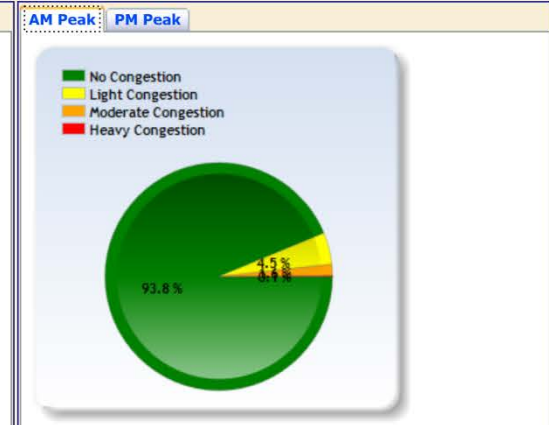 AM Peak PM Peak
No Congestion
Light Congestion
Moderate Congestion
Heavy Congestion
4.5 %
93.8 %